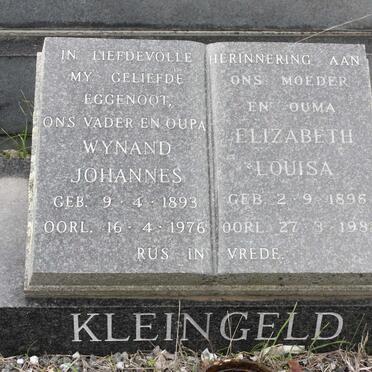 IN LIEFDEVOLLE HERINNERING AAN
MY GELIEFDE
EGGENOOT,
ONS VADER EN OUPA
WYNAND
JOHANNES
GEB. 9-4-1893
OORL. 16-4-1976
ONS MOEDER
EN OUMA
ELIZABETH
LOUISA
GEB. 2-9-1896
OORL. 27-3-198
RUS IN VREDE.
KLEINGELD